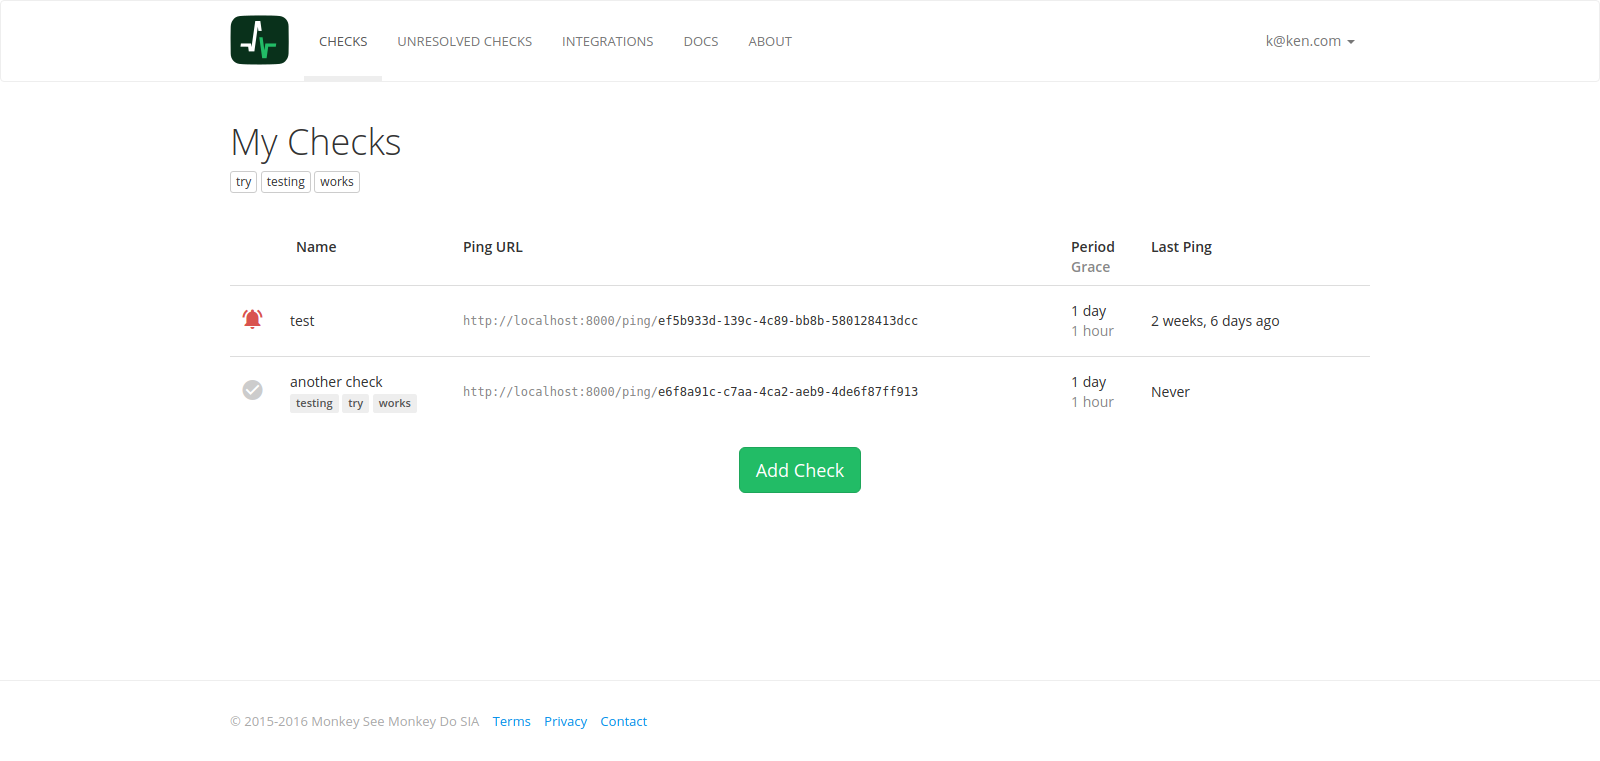 CHECKS UNRESOLVED CHECKS INTEGRATIONS DOCS ABOUT k@ken.com
My Checks
try testing works
Name Ping URL Period Last Ping
Grace
test http://localhost:8000/ping/ef5b933d-139c-4c89-bb8b-580128413dcc 1 day 2 weeks, 6 days ago
1 hour
another check http://localhost:8000/ping/e6f8a91c-c7aa-4ca2-aeb9-4de6f87ff913 1 day Never
testing try works 1 hour
Add Check
© 2015-2016 Monkey See Monkey Do SIA Terms Privacy Contact